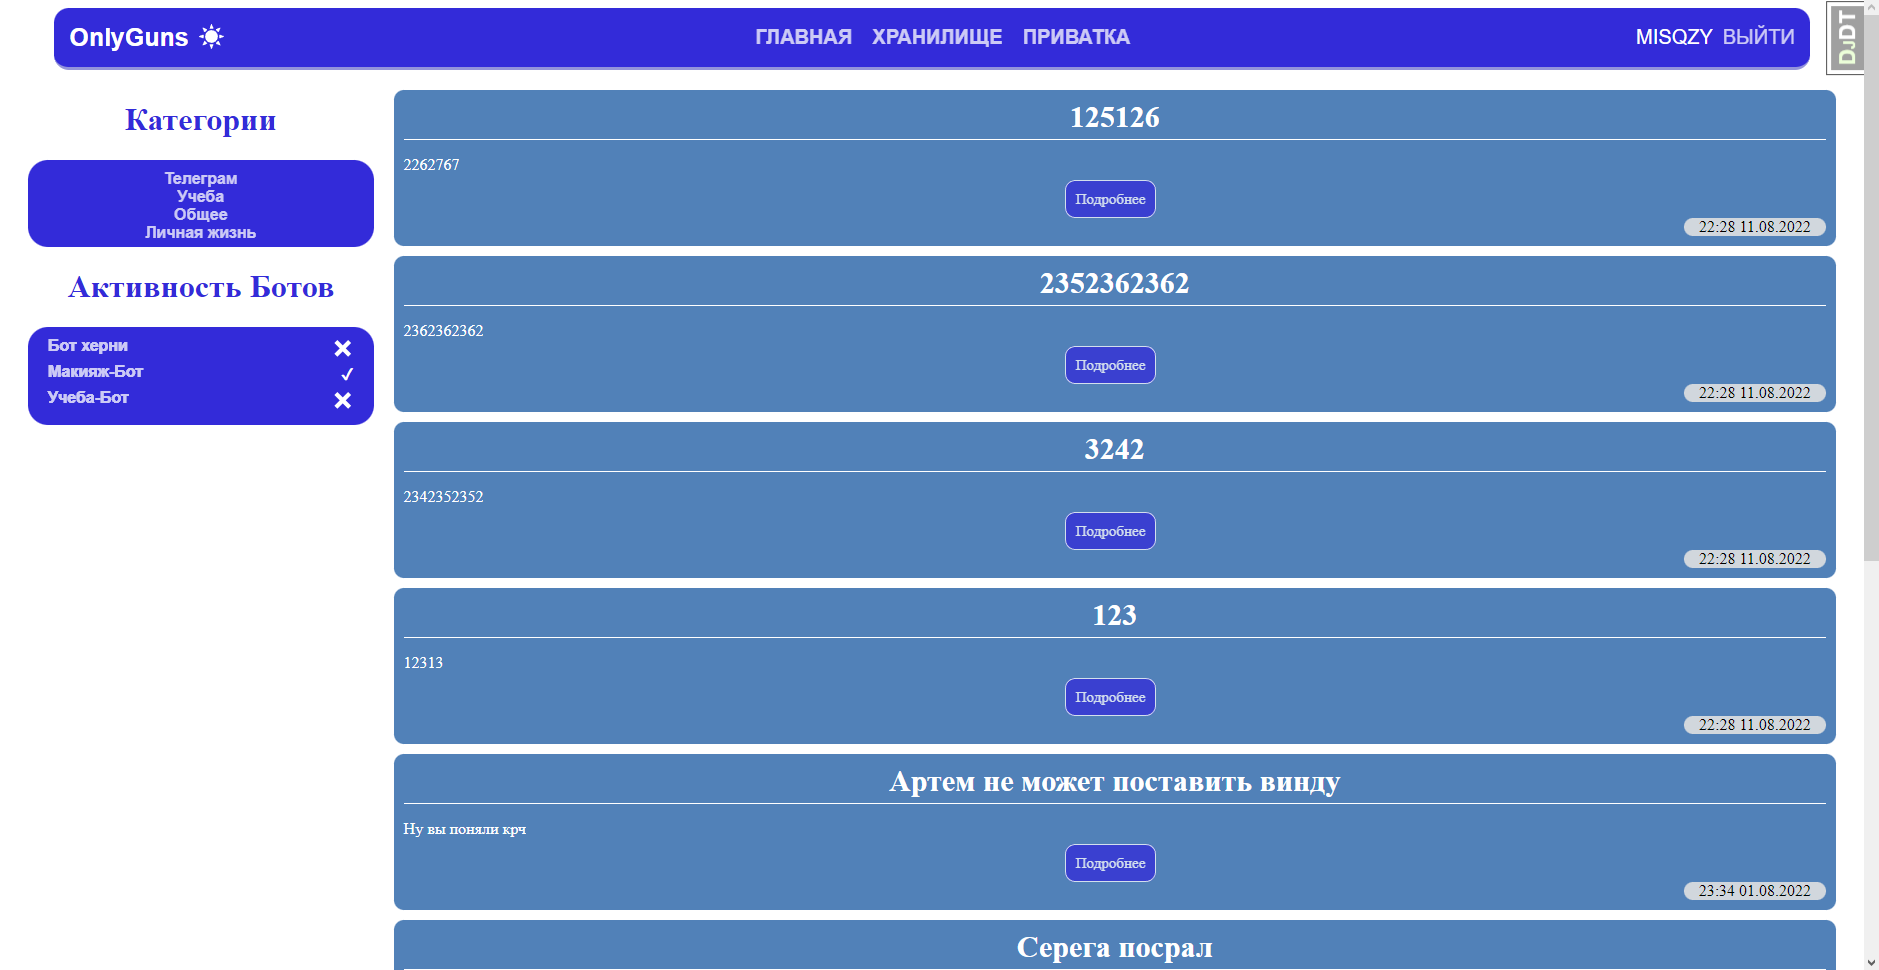 OnlyGuns
ГЛАВНАЯ ХРАНИЛИЩЕ ПРИВАТКА
MISQZY ВЫЙТИ
DJDT
Категории
Телеграм
Учеба
Общее
Личная жизнь
Активность Ботов
Бот херни
Макияж-Бот
Учеба-Бот
125126
2262767
Подробнее
22:28 11.08.2022
2352362362
2362362362
Подробнее
22:28 11.08.2022
3242
2342352352
Подробнее
22:28 11.08.2022
123
12313
Подробнее
22:28 11.08.2022
Артем не может поставить винду
Ну вы поняли крч
Подробнее
23:34 01.08.2022
Серега посрал